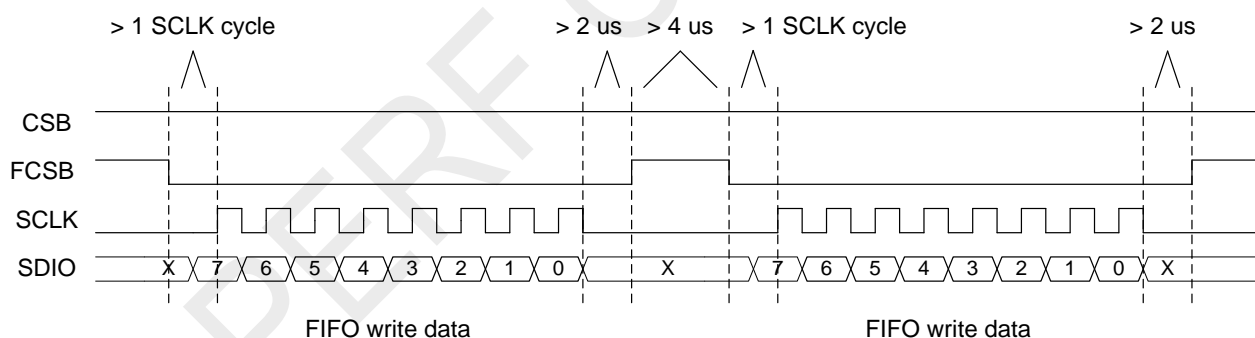 > 1 SCLK cycle > 2 us > 4 us > 1 SCLK cycle > 2 us
CSB
FCSB
SCLK
SDIO X 7 6 5 4 3 2 1 0 X 7 6 5 4 3 2 1 0 X
FIFO write data FIFO write data